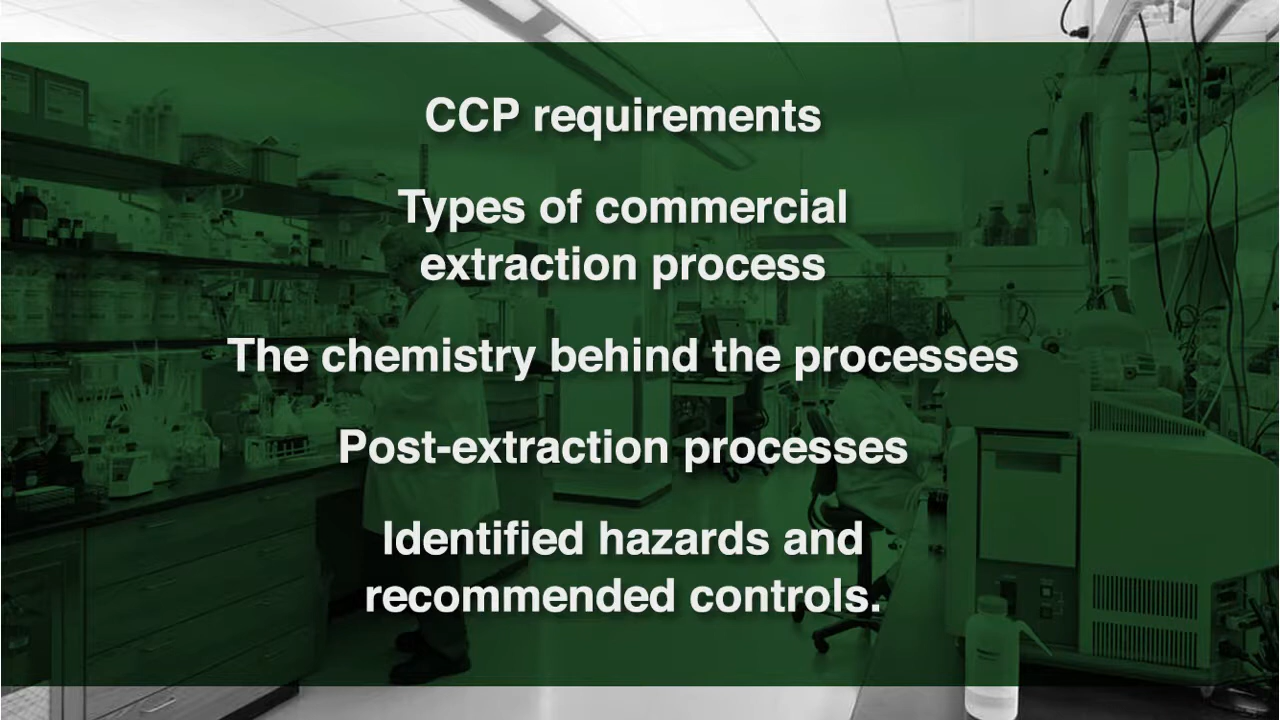 CCP requirements
Types of commercial
extraction process
The chemistry behind the processes
Post-extraction processes
Identified hazards and
recommended controls.